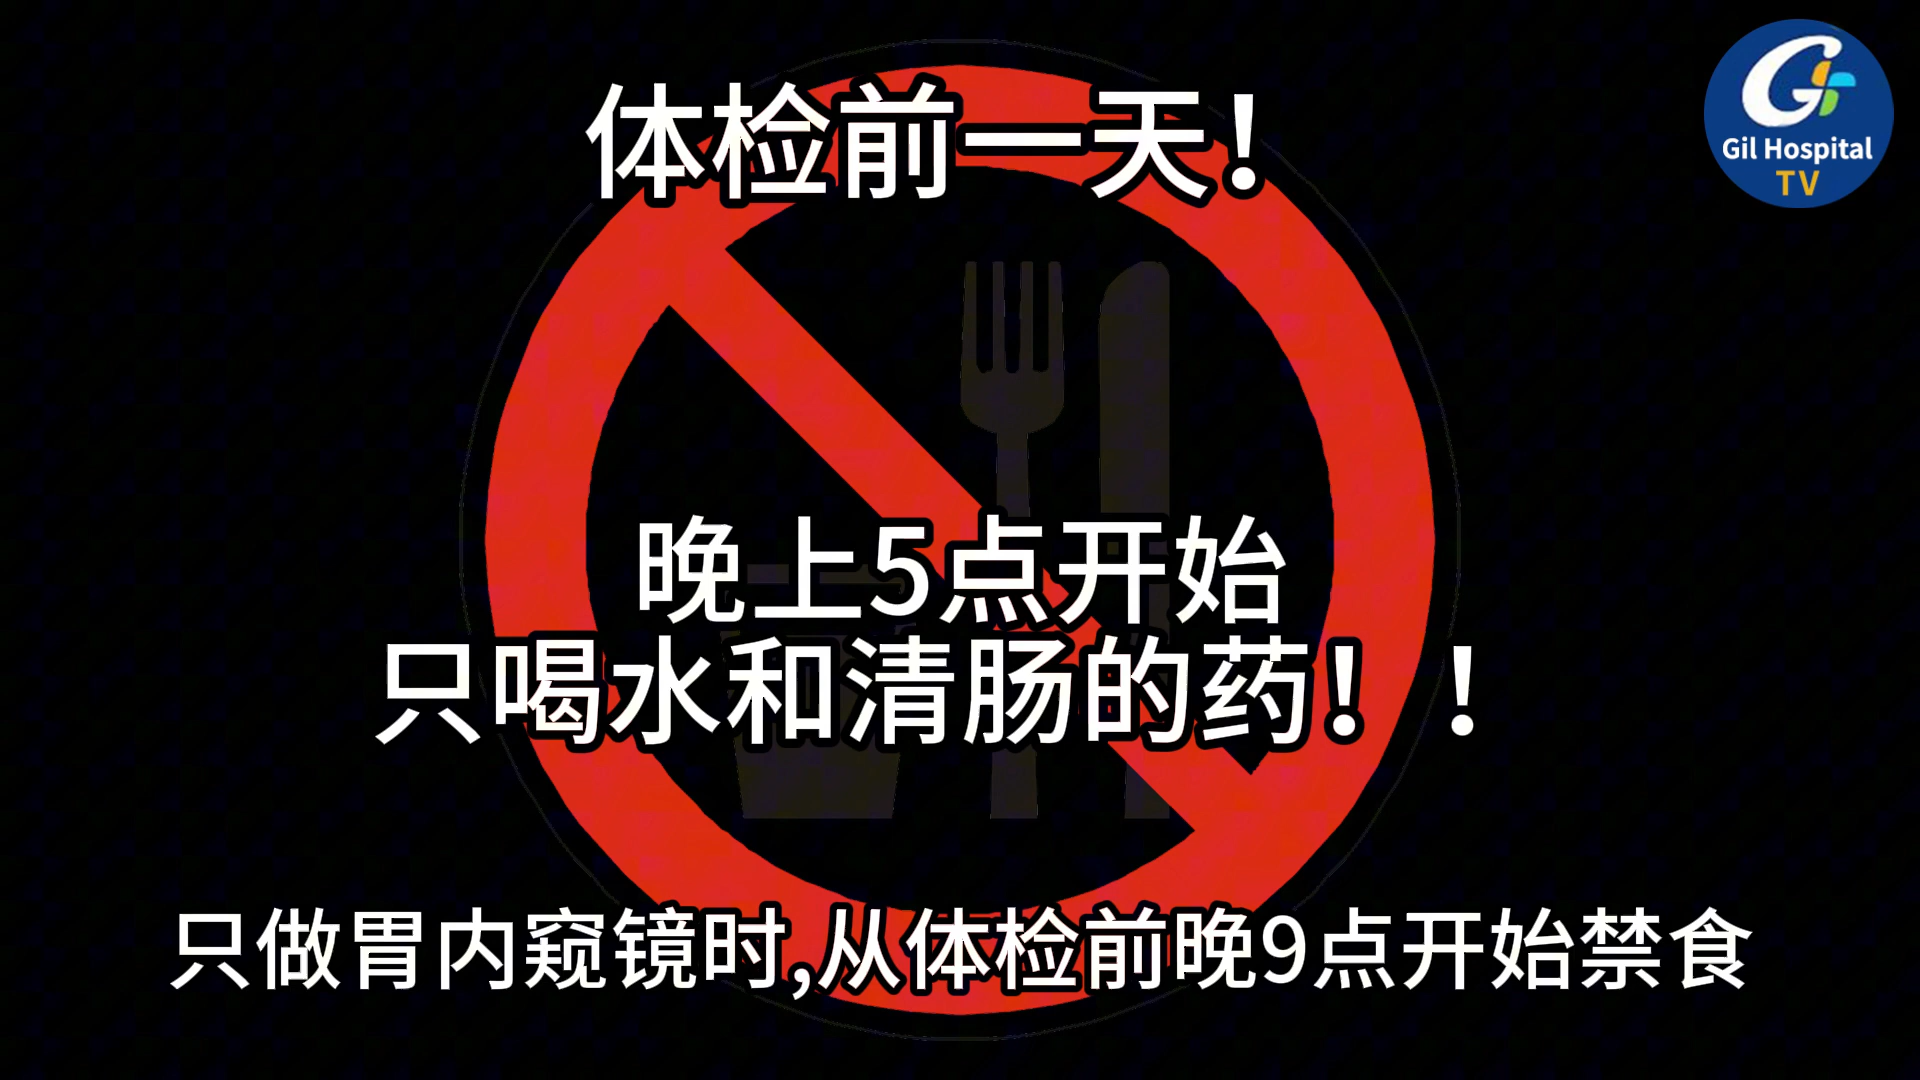 体检前一天！
Gil Hospital
TV
晚上5点开始
只喝水和清肠的药！！
只做胃内窥镜时,从体检前晚9点开始禁食